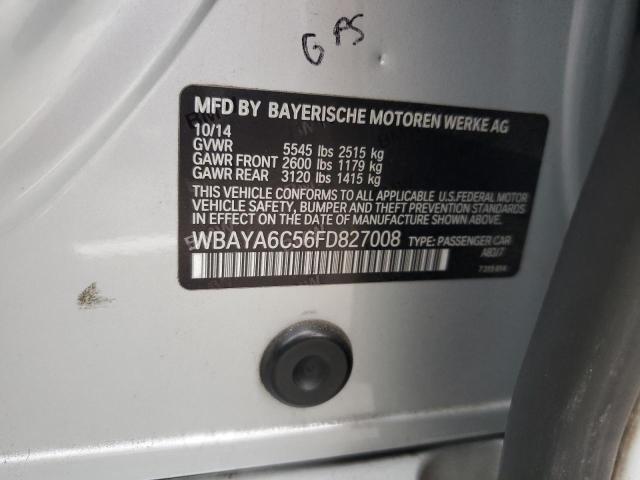 GAS
MFD BY BAYERISCHE MOTOREN WERKE AG
10/14
GVWR 5545 lbs 2515 kg
GAWR FRONT 2600 lbs 1179 kg
GAWR REAR 3120 lbs 1415 kg
THIS VEHICLE CONFORMS TO ALL APPLICABLE U.S.FEDERAL MOTOR
VEHICLE SAFETY, BUMPER AND THEFT PREVENTION STANDARDS
IN EFFECT ON THE DATE OF MANUFACTURE SHOWN ABOVE.
WBAYA6C56FD827008 TYPE: PASSENGER CAR